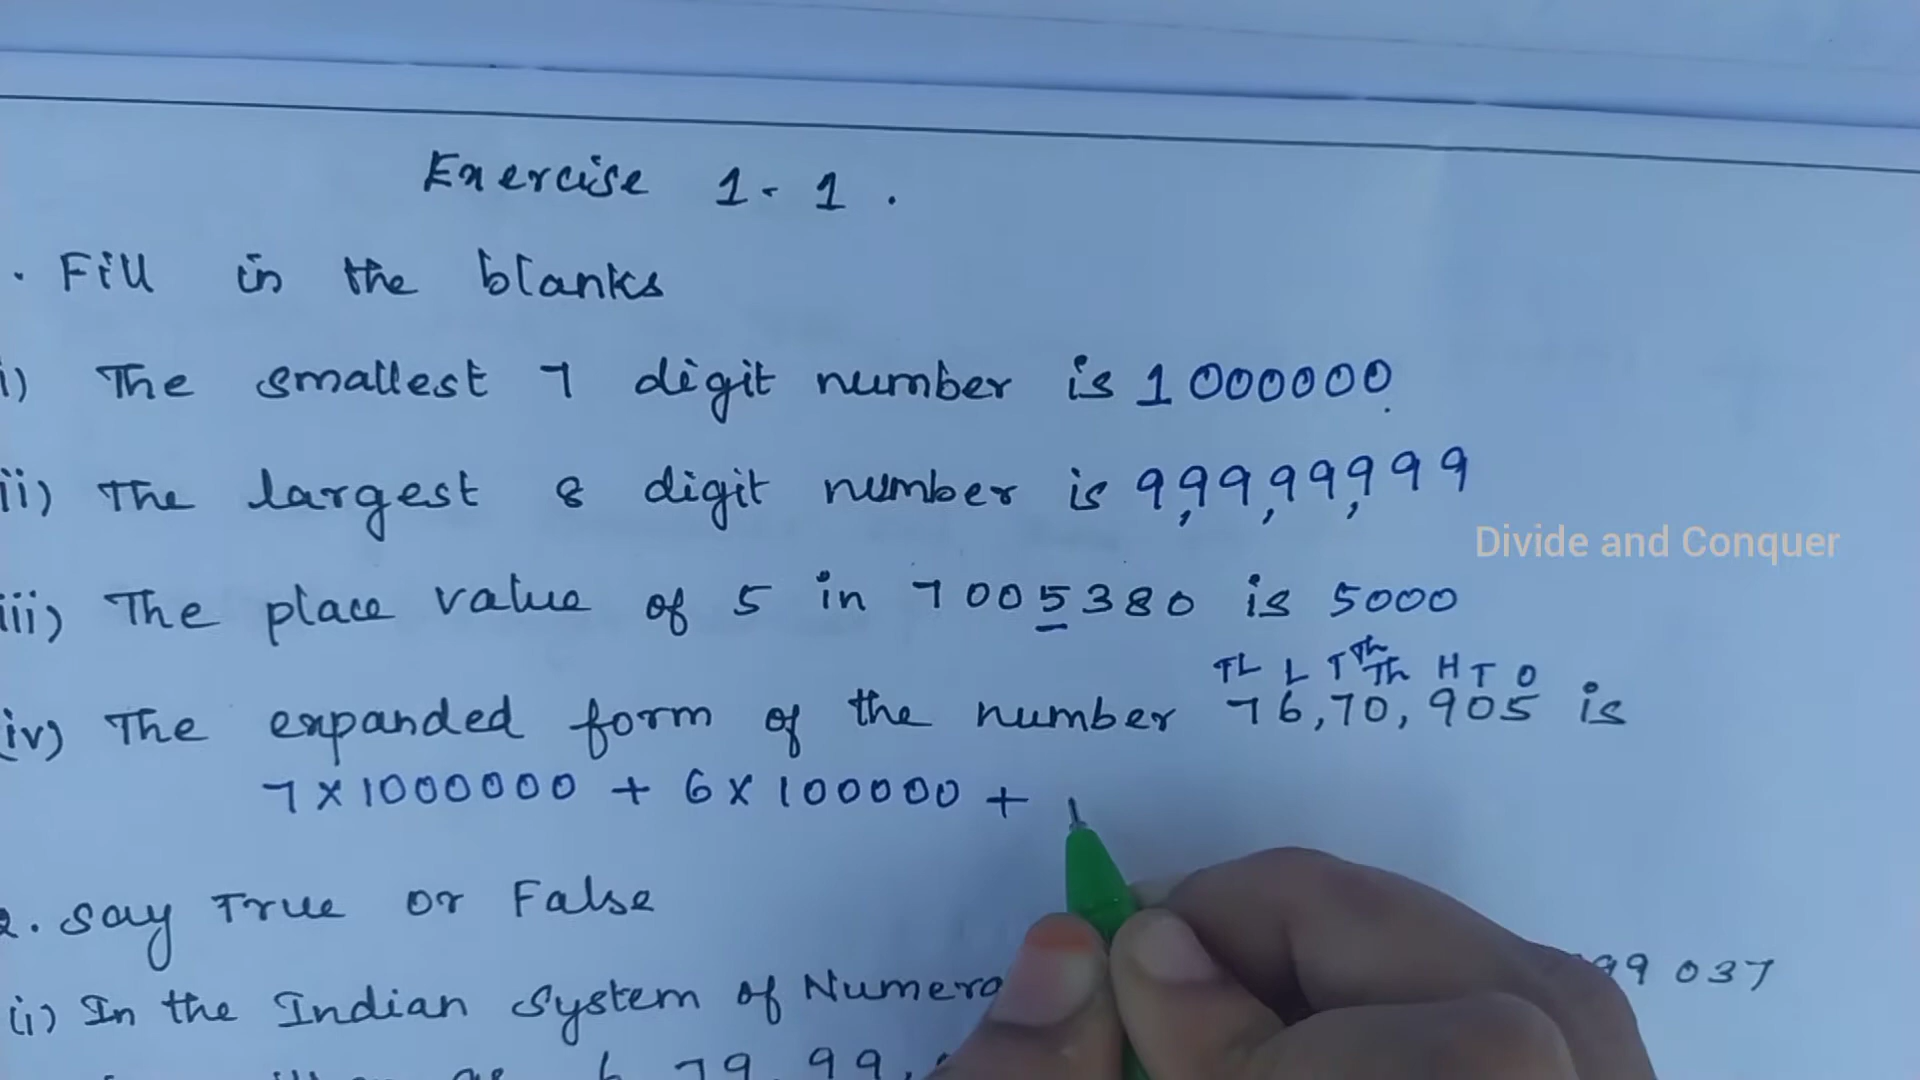 Exercise 1-1.
. Fill in the blanks
i) The smallest 7 digit number is 1000000
ii) The largest 8 digit number is 9,99,99,999
Divide and Conquer
iii) The place value of 5 in 7005380 is 5000
TL L TTh Th H T O
iv) The expanded form of the number 76,70,905 is
7×1000000 + 6×100000 +
2. Say True or False
(i) In the Indian System of 99 037
6 79,99,